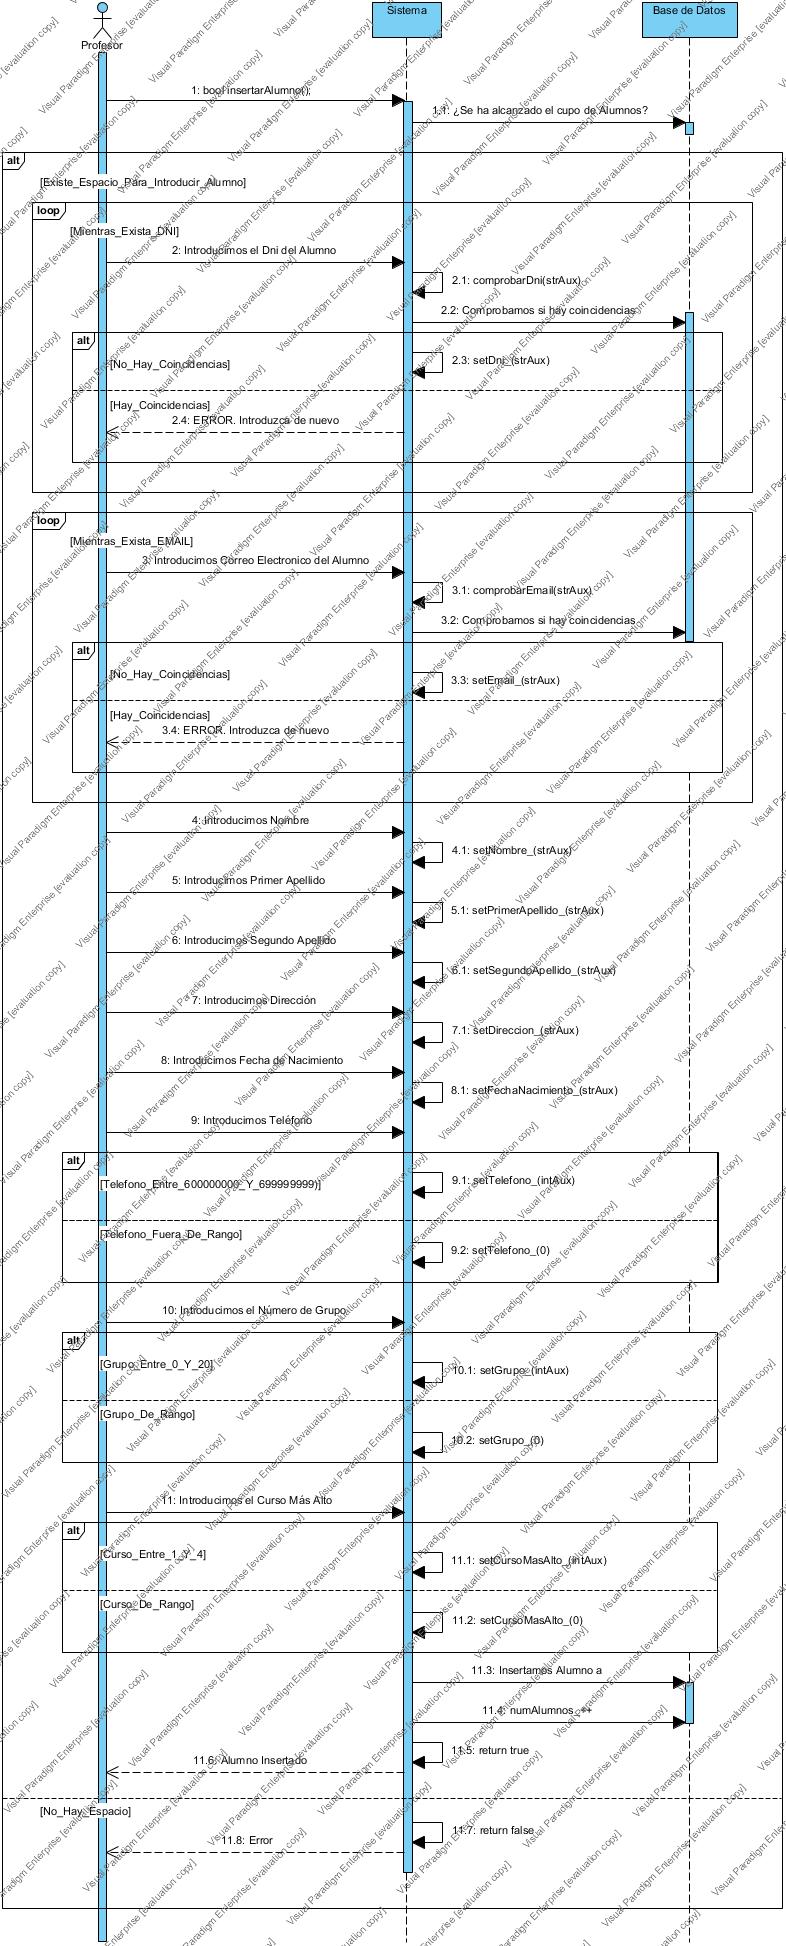 Profesor
Sistema
Base de Datos
1: bool insertarAlumno();
1.1: ¿Se ha alcanzado el cupo de Alumnos?
alt
[Existe_Espacio_Para_Introducir_Alumno]
loop
[Mientras_Exista_DNI]
2: Introducimos el Dni del Alumno
2.1: comprobarDni(strAux)
2.2: Comprobamos si hay coincidencias
alt
[No_Hay_Coincidencias]
2.3: setDni_(strAux)
[Hay_Coincidencias]
2.4: ERROR. Introduzca de nuevo
loop
[Mientras_Exista_EMAIL]
3: Introducimos Correo Electronico del Alumno
3.1: comprobarEmail(strAux)
3.2: Comprobamos si hay coincidencias
alt
[No_Hay_Coincidencias]
3.3: setEmail_(strAux)
[Hay_Coincidencias]
3.4: ERROR. Introduzca de nuevo
4: Introducimos Nombre
4.1: setNombre_(strAux)
5: Introducimos Primer Apellido
5.1: setPrimerApellido_(strAux)
6: Introducimos Segundo Apellido
6.1: setSegundoApellido_(strAux)
7: Introducimos Dirección
7.1: setDireccion_(strAux)
8: Introducimos Fecha de Nacimiento
8.1: setFechaNacimiento_(strAux)
9: Introducimos Teléfono
alt
[Telefono_Entre_600000000_Y_699999999)]
9.1: setTelefono_(intAux)
[Telefono_Fuera_De_Rango]
9.2: setTelefono_(0)
10: Introducimos el Número de Grupo
alt
[Grupo_Entre_0_Y_20]
10.1: setGrupo_(intAux)
[Grupo_De_Rango]
10.2: setGrupo_(0)
11: Introducimos el Curso Más Alto
alt
[Curso_Entre_1_Y_4]
11.1: setCursoMasAlto_(intAux)
[Curso_De_Rango]
11.2: setCursoMasAlto_(0)
11.3: Insertamos Alumno a
11.4: numAlumnos_++
11.5: return true
11.6: Alumno Insertado
[No_Hay_Espacio]
11.7: return false
11.8: Error
Visual Paradigm Enterprise [evaluation copy]